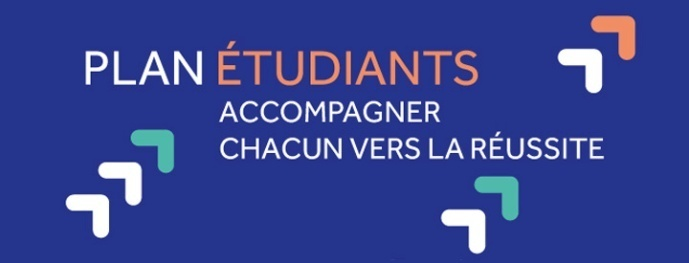 PLAN ÉTUDIANTS
ACCOMPAGNER
CHACUN VERS LA RÉUSSITE